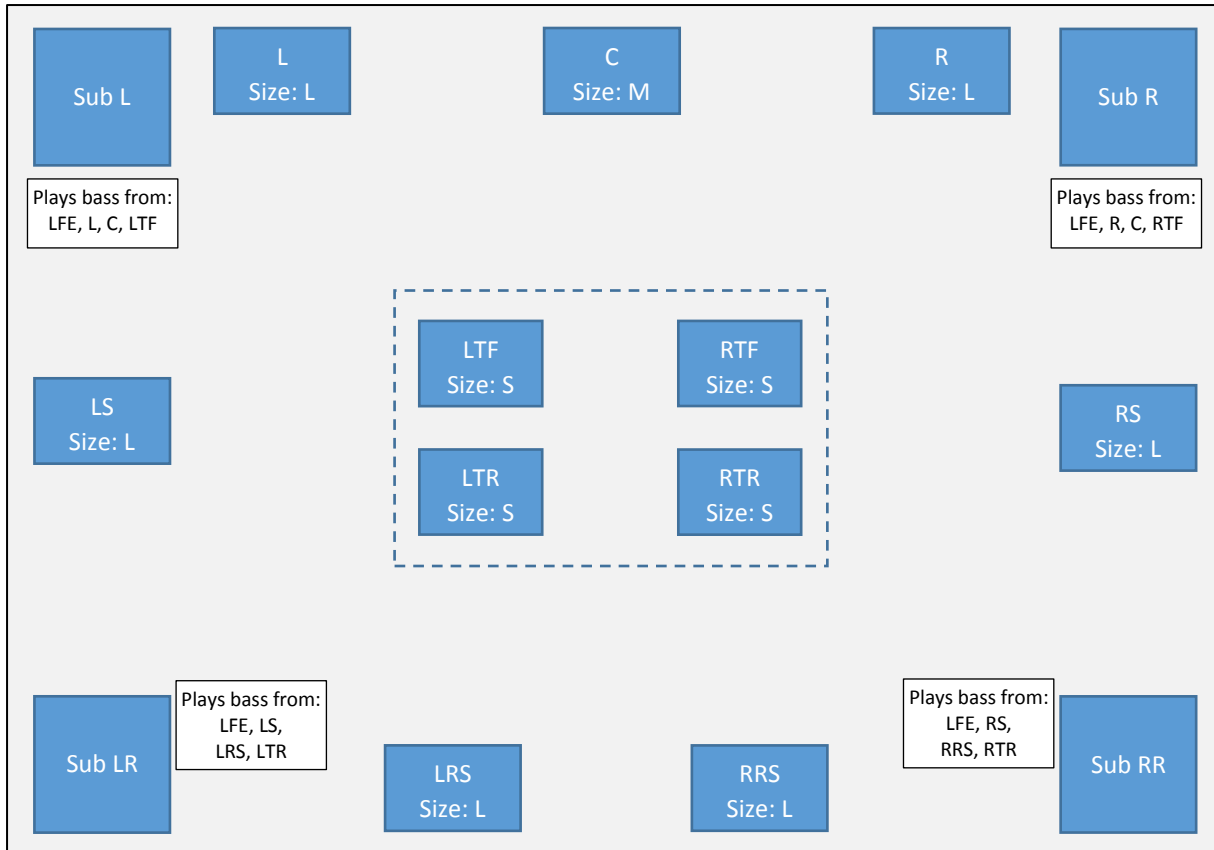 Sub L
L
Size: L
C
Size: M
R
Size: L
Sub R
Plays bass from:
LFE, L, C, LTF
Plays bass from:
LFE, R, C, RTF
LTF
Size: S
RTF
Size: S
LS
Size: L
RS
Size: L
LTR
Size: S
RTR
Size: S
Sub LR
Plays bass from:
LFE, LS,
LRS, LTR
LRS
Size: L
RRS
Size: L
Plays bass from:
LFE, RS,
RRS, RTR
Sub RR